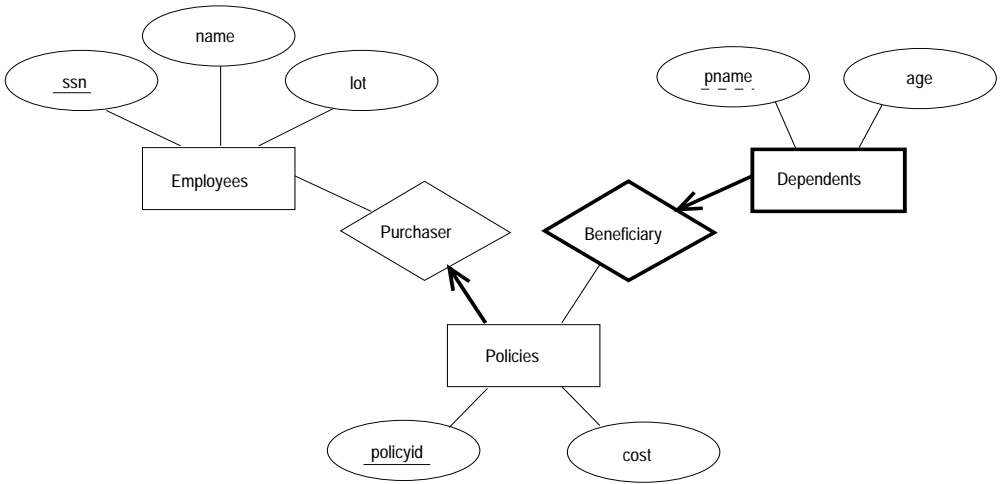 name
ssn
lot
pname
age
Employees
Dependents
Purchaser
Beneficiary
Policies
policyid
cost